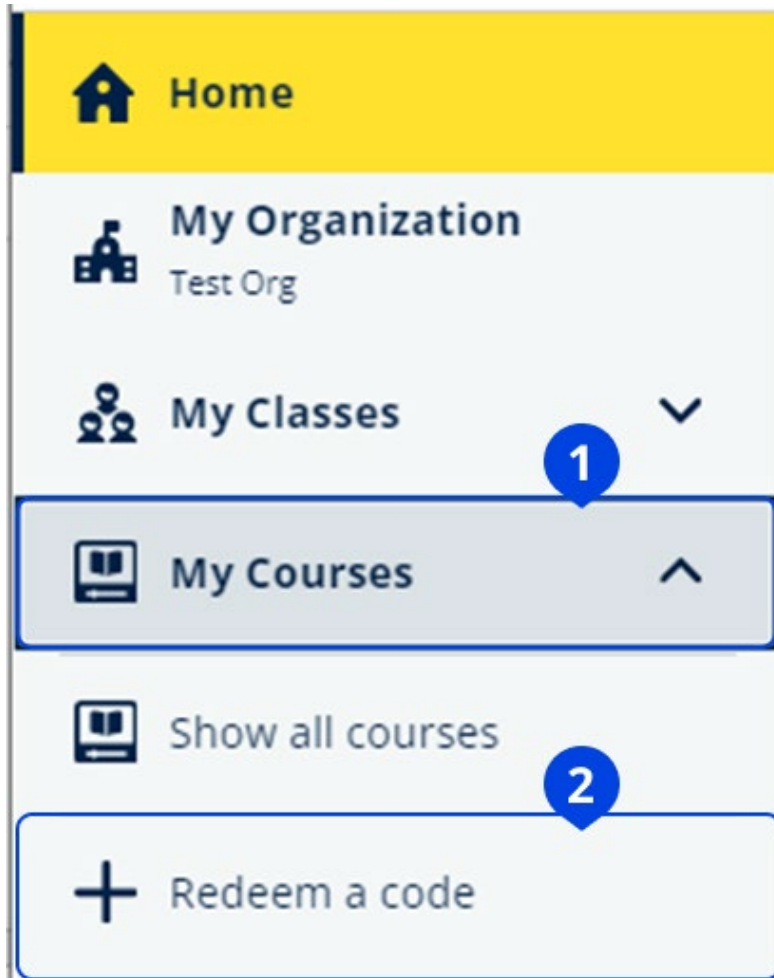 Home
My Organization
Test Org
My Classes
1
My Courses
Show all courses
2
Redeem a code